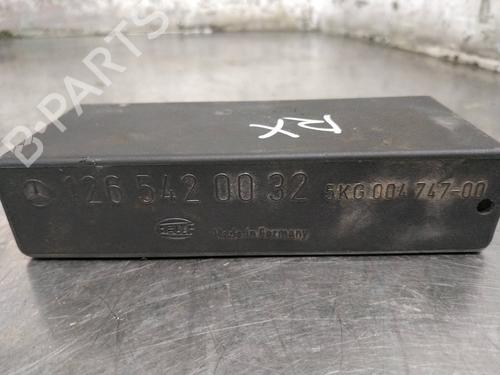 B-PARTS
RX
126 542 00 32 5KG 004 747-00
HELLA
Made in Germany